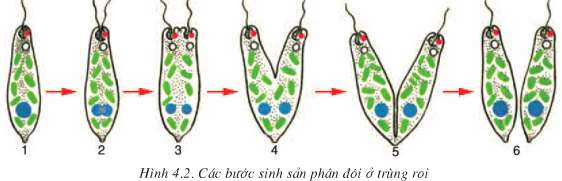 1 2 3 4 5 6
Hình 4.2. Các bước sinh sản phân đôi ở trùng roi